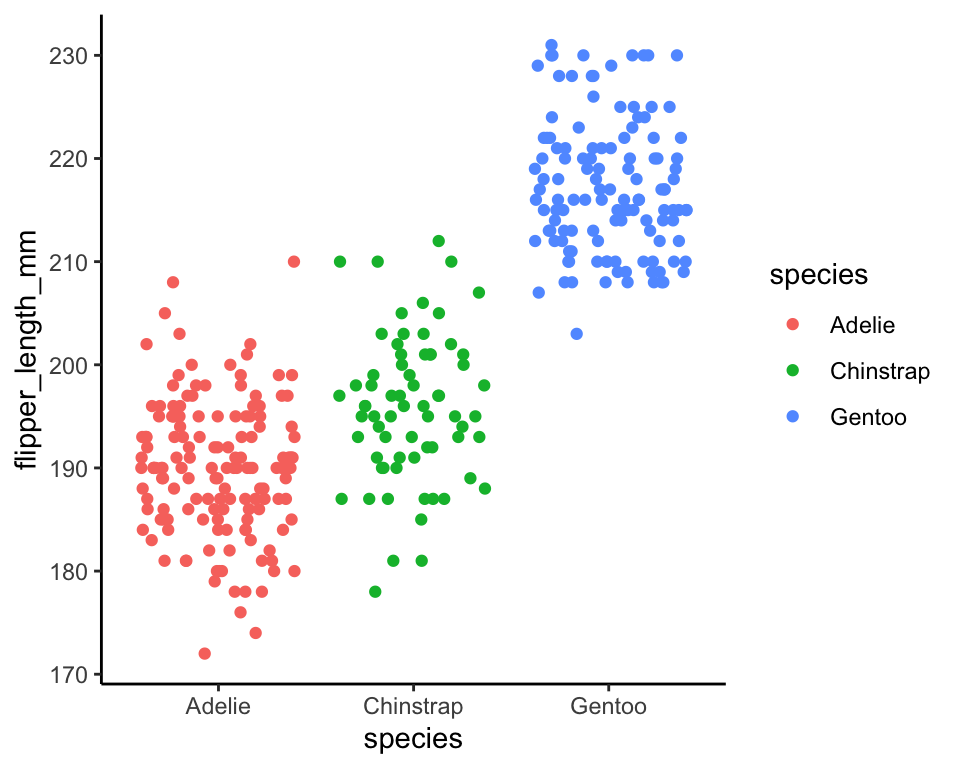 flipper_length_mm
230
220
210
200
190
180
170
Adelie
Chinstrap
Gentoo
species
species
Adelie
Chinstrap
Gentoo